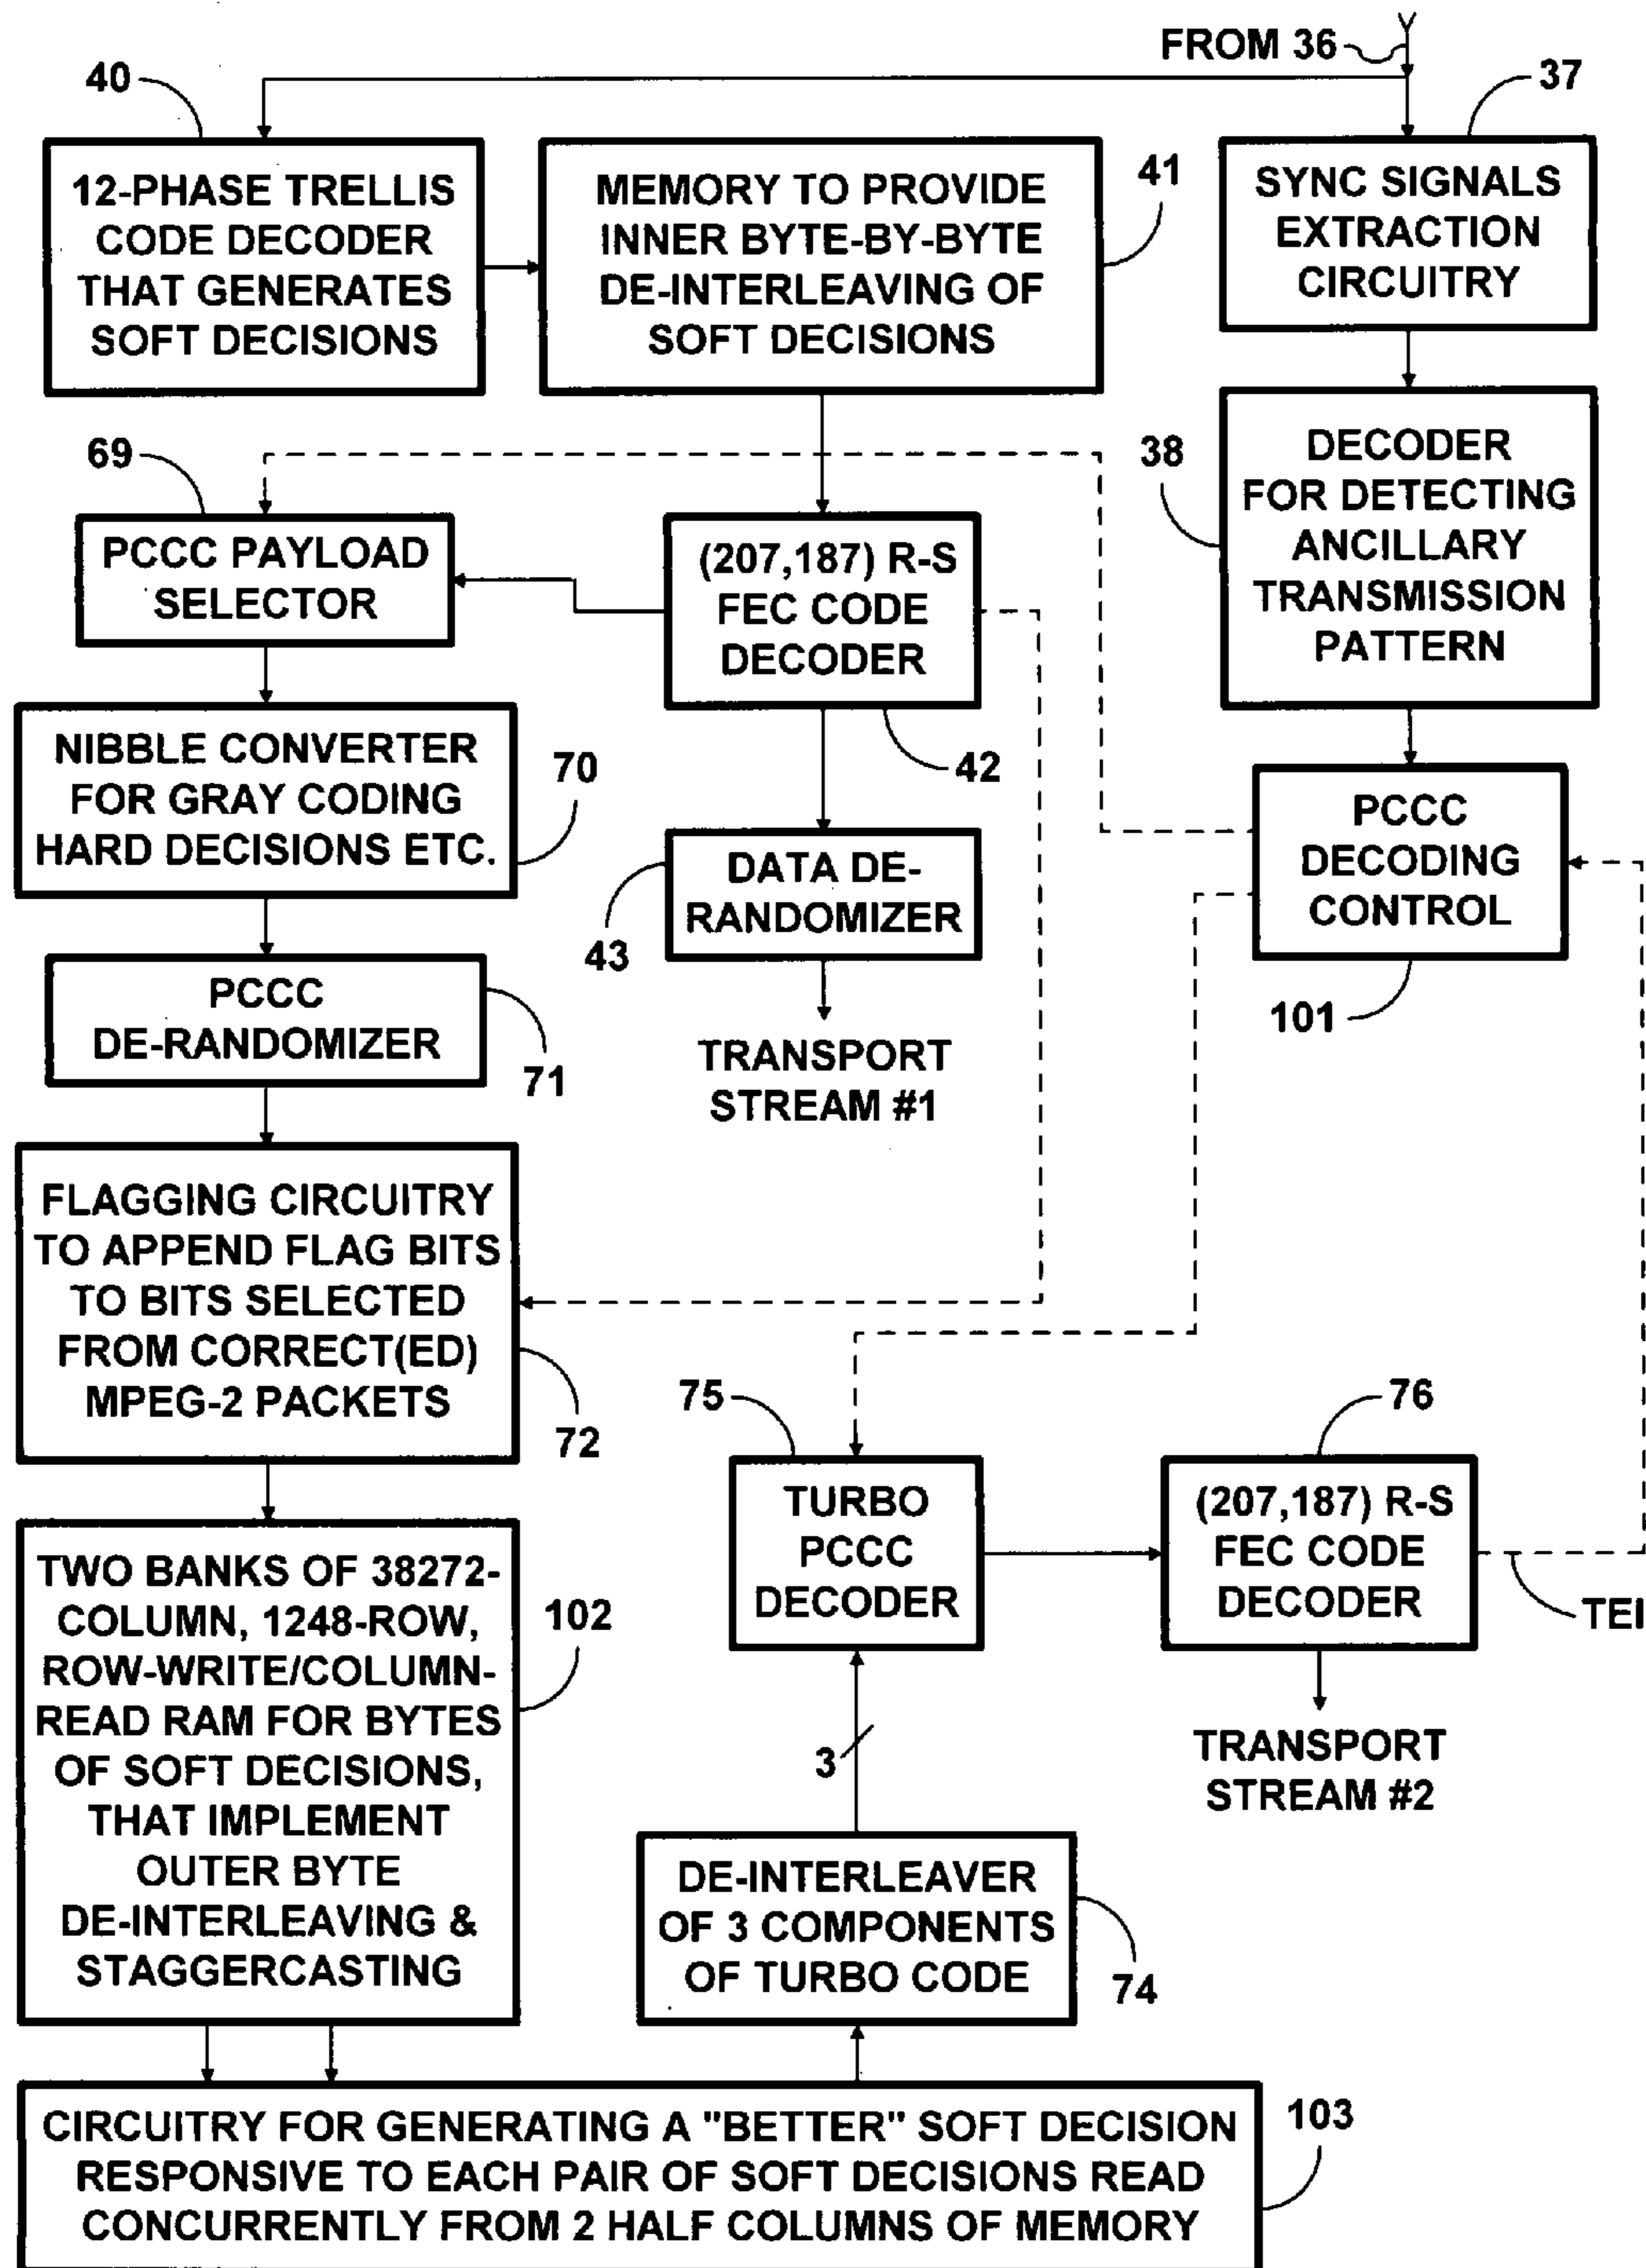 FROM 36
40
37
12-PHASE TRELLIS
CODE DECODER
THAT GENERATES
SOFT DECISIONS
MEMORY TO PROVIDE
INNER BYTE-BY-BYTE
DE-INTERLEAVING OF
SOFT DECISIONS
41
SYNC SIGNALS
EXTRACTION
CIRCUITRY
69
PCCC PAYLOAD
SELECTOR
(207,187) R-S
FEC CODE
DECODER
42
38
DECODER
FOR DETECTING
ANCILLARY
TRANSMISSION
PATTERN
NIBBLE CONVERTER
FOR GRAY CODING
HARD DECISIONS ETC.
70
DATA DE-
RANDOMIZER
43
PCCC
DECODING
CONTROL
101
PCCC
DE-RANDOMIZER
71
TRANSPORT
STREAM #1
FLAGGING CIRCUITRY
TO APPEND FLAG BITS
TO BITS SELECTED
FROM CORRECT(ED)
MPEG-2 PACKETS
72
75
TURBO
PCCC
DECODER
76
(207,187) R-S
FEC CODE
DECODER
TEI
TWO BANKS OF 38272-
COLUMN, 1248-ROW,
ROW-WRITE/COLUMN-
READ RAM FOR BYTES
OF SOFT DECISIONS,
THAT IMPLEMENT
OUTER BYTE
DE-INTERLEAVING &
STAGGERCASTING
102
3
TRANSPORT
STREAM #2
DE-INTERLEAVER
OF 3 COMPONENTS
OF TURBO CODE
74
CIRCUITRY FOR GENERATING A "BETTER" SOFT DECISION
RESPONSIVE TO EACH PAIR OF SOFT DECISIONS READ
CONCURRENTLY FROM 2 HALF COLUMNS OF MEMORY
103